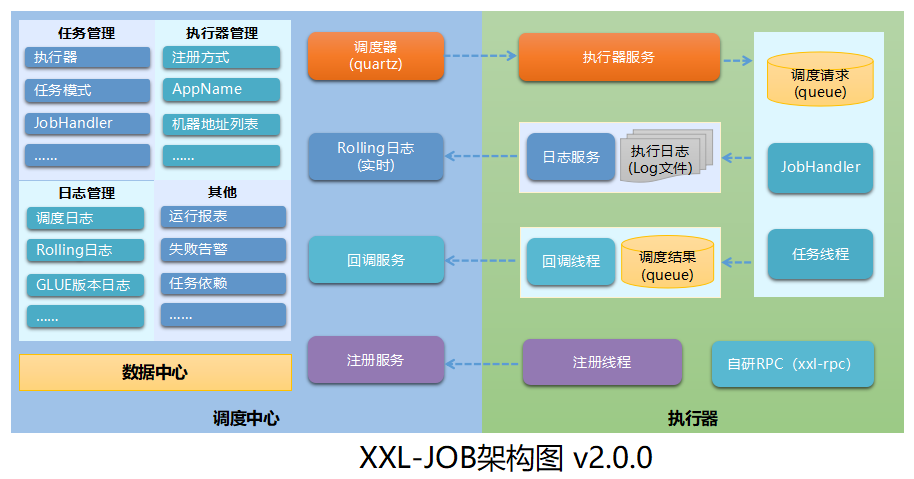 任务管理
执行器
任务模式
JobHandler
......
执行器管理
注册方式
AppName
机器地址列表
......
日志管理
调度日志
Rolling日志
GLUE版本日志
......
其他
运行报表
失败告警
任务依赖
......
数据中心
调度器
(quartz)
Rolling日志
(实时)
回调服务
注册服务
调度中心
执行器服务
日志服务
执行日志
(Log文件)
回调线程
调度结果
(queue)
注册线程
调度请求
(queue)
JobHandler
任务线程
自研RPC（xxl-rpc）
执行器
XXL-JOB架构图 v2.0.0